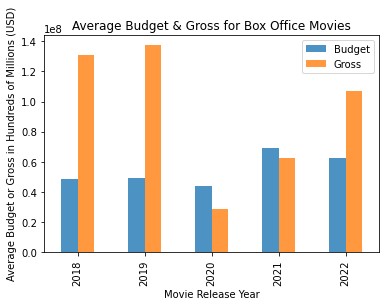 Average Budget & Gross for Box Office Movies
1e8
Average Budget or Gross in Hundreds of Millions (USD)
1.4
1.2
1.0
0.8
0.6
0.4
0.2
0.0
Budget
Gross
2018
2019
2020
2021
2022
Movie Release Year